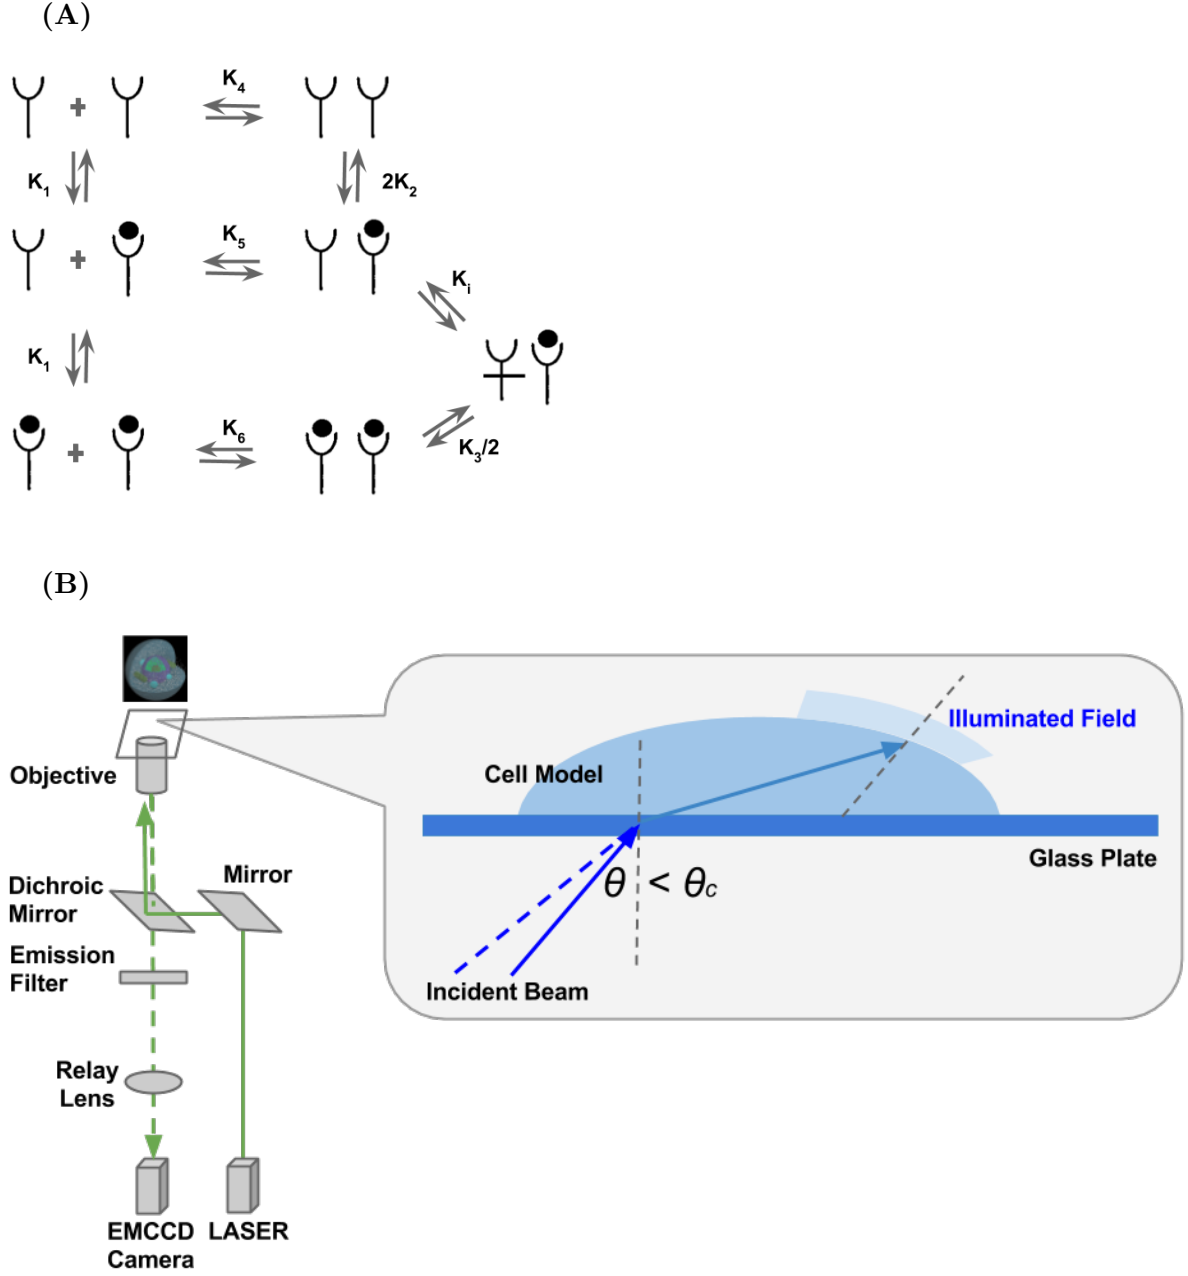 (A)
K4
K1
2K2
K5
Ki
K1
K6
K3/2
(B)
Objective
Dichroic
Mirror
Mirror
Emission
Filter
Relay
Lens
EMCCD
Camera
LASER
Illuminated Field
Cell Model
Glass Plate
θ < θc
Incident Beam